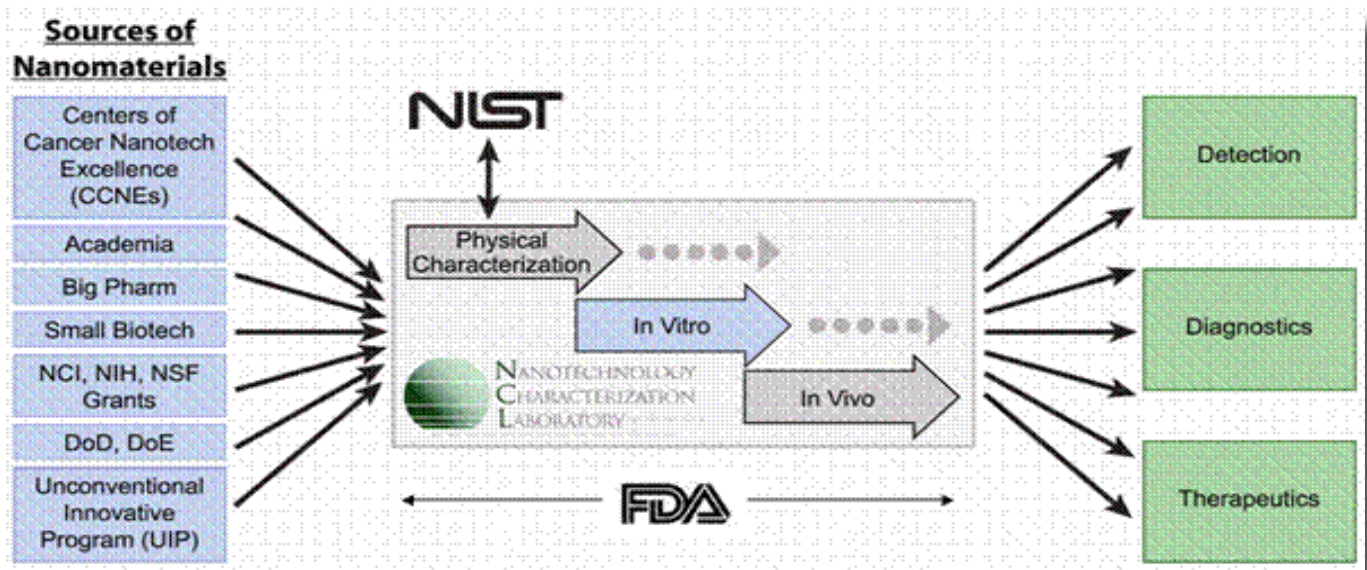 Sources of
Nanomaterials
Centers of
Cancer Nanotech
Excellence
(CCNEs)
Academia
Big Pharm
Small Biotech
NCI, NIH, NSF
Grants
DoD, DoE
Unconventional
Innovative
Program (UIP)
NIST
Physical
Characterization
In Vitro
In Vivo
NANOTECHNOLOGY
CHARACTERIZATION
LABORATORY
FDA
Detection
Diagnostics
Therapeutics